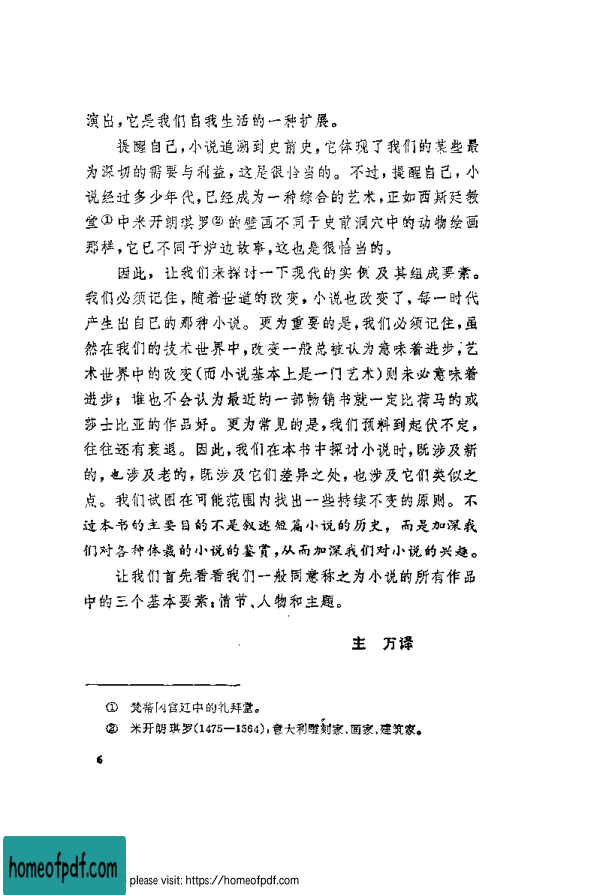 演出，它是我们自我生活的一种扩展。
提醒自己，小说追溯到史前史，它体现了我们的某些最
为深切的需要与利益，这是很恰当的。不过，提醒自己，小
说经过多少年代，已经成为一种综合的艺术，正如西斯廷教
堂①中米开朗琪罗②的壁画不同于史前洞穴中的动物绘画
那样，它已不同于炉边故事，这也是很恰当的。
因此，让我们来探讨一下现代的实例及其组成要素。
我们必须记住，随着世道的改变，小说也改变了，每一时代
产生出自己的那种小说。更为重要的是，我们必须记住，虽
然在我们的技术世界中，改变一般总被认为意味着进步，艺
术世界中的改变（而小说基本上是一门艺术）则未必意味着
进步；谁也不会认为最近的一部畅销书就一定比荷马的或
莎士比亚的作品好。更为常见的是，我们预料到起伏不定，
往往还有衰退。因此，我们在本书中探讨小说时，既涉及新
的，也涉及老的，既涉及它们差异之处，也涉及它们类似之
点。我们试图在可能范围内找出一些持续不变的原则。不
过本书的主要目的不是叙述短篇小说的历史，而是加深我
们对各种体裁的小说的鉴赏，从而加深我们对小说的兴趣。
让我们首先看看我们一般同意称之为小说的所有作品
中的三个基本要素：情节、人物和主题。
主 万译
① 梵蒂冈宫廷中的礼拜堂。
② 米开朗琪罗(1475—1564)，意大利雕刻家、画家、建筑家。
6
homeofpdf.com
please visit: https://homeofpdf.com